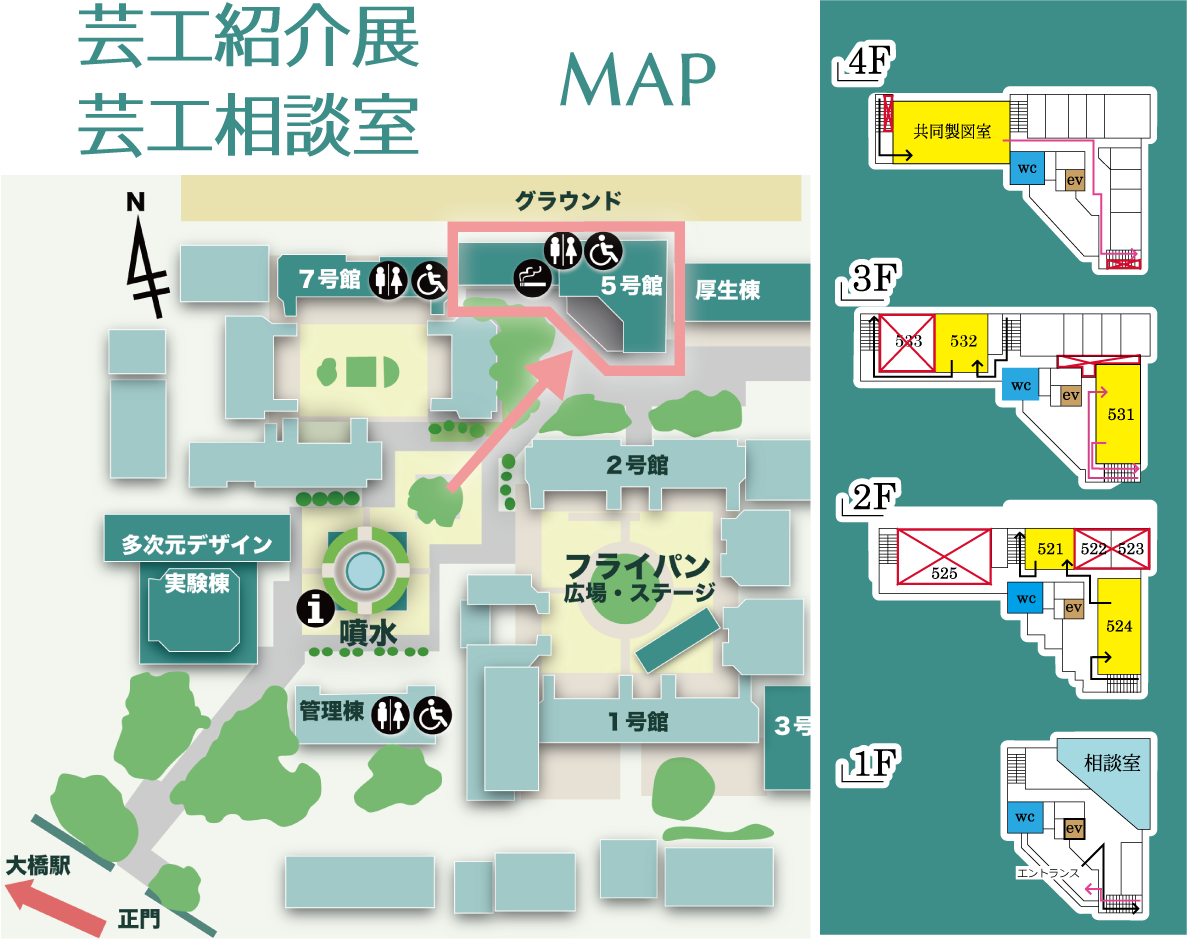 芸工紹介展
芸工相談室
MAP
N
グラウンド
7号館
5号館
厚生棟
2号館
多次元デザイン
実験棟
フライパン
広場・ステージ
i
噴水
管理棟
1号館
3号
大橋駅
正門
4F
共同製図室
wc
ev
3F
533
532
wc
ev
531
2F
525
521
522
523
wc
ev
524
1F
相談室
wc
ev
エントランス